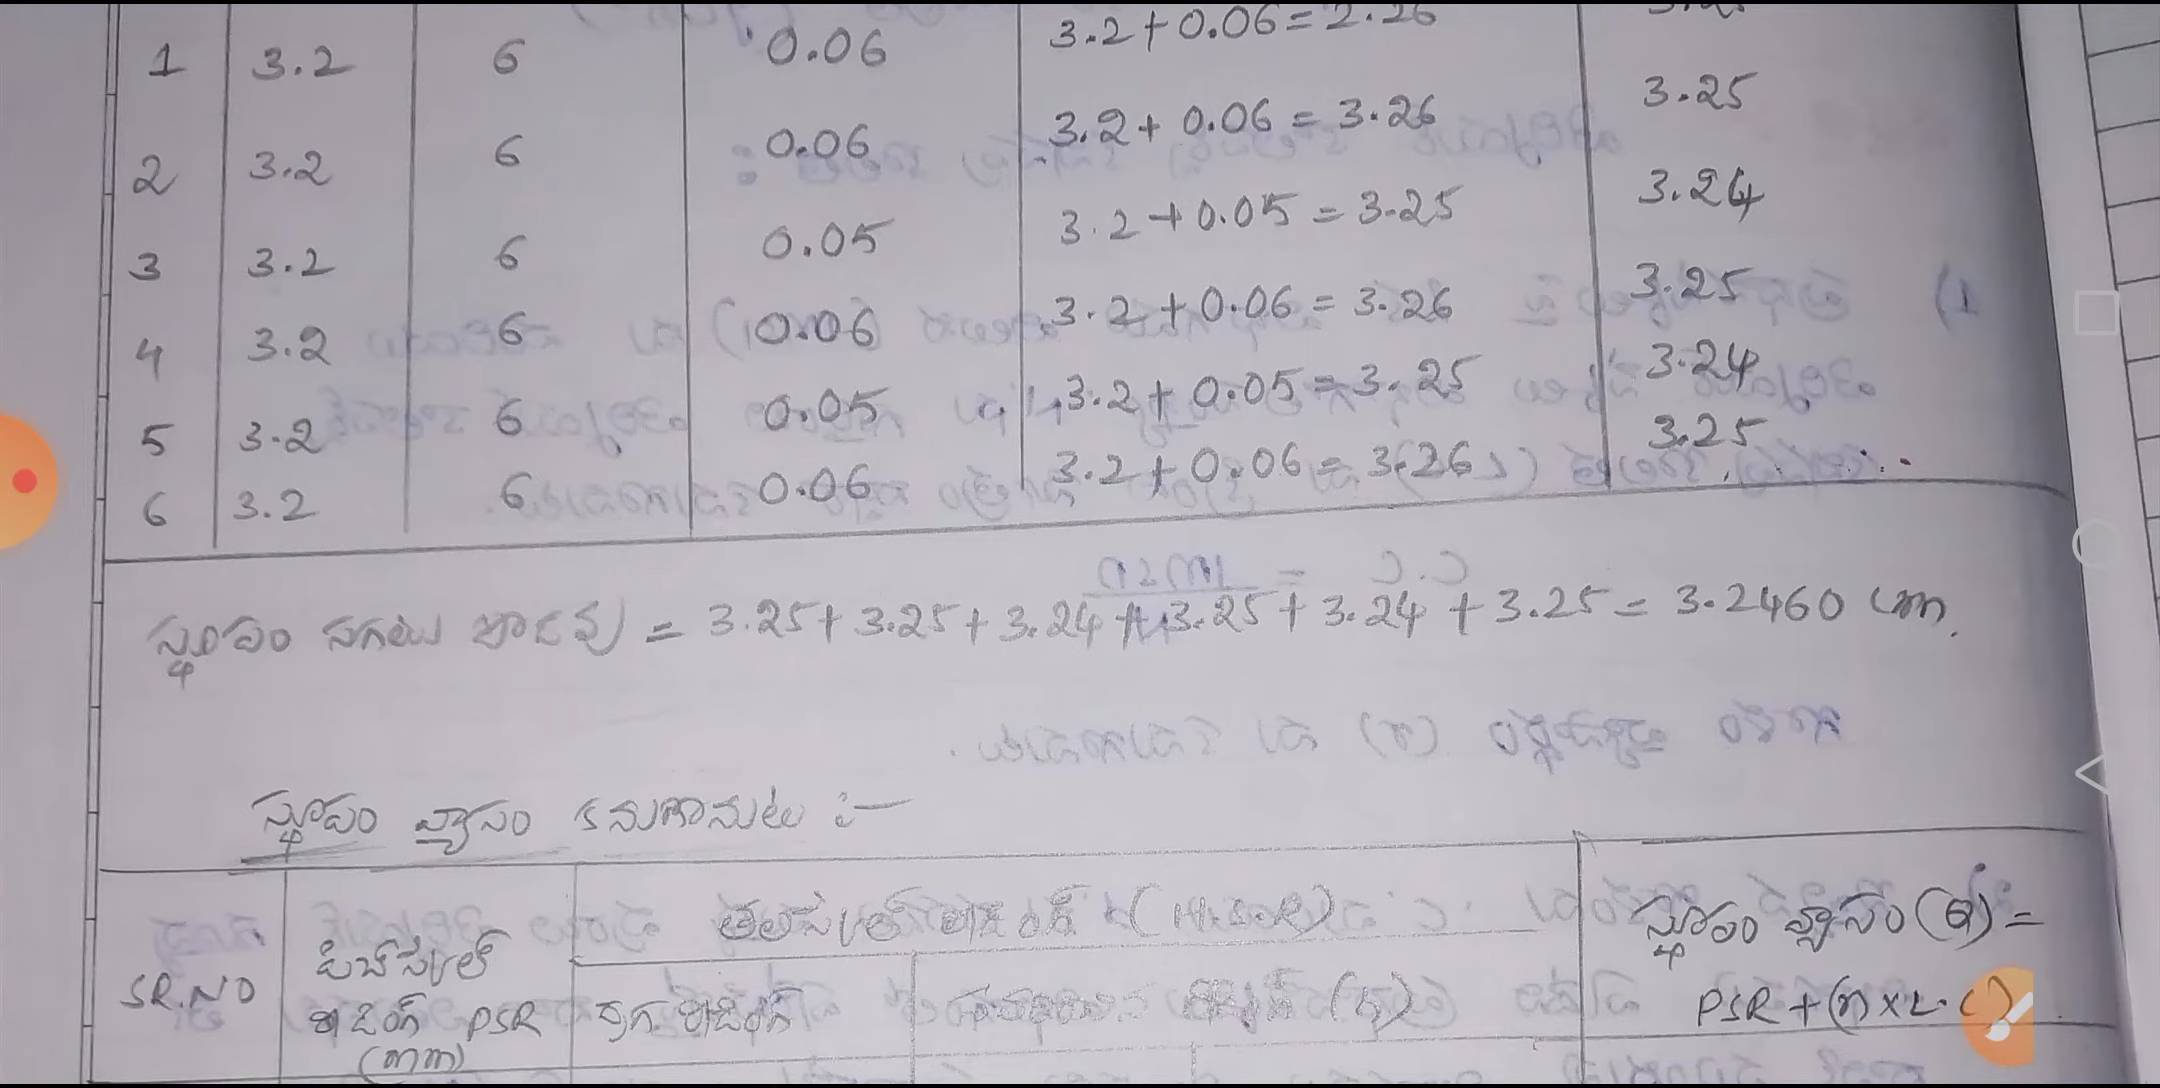 1 3.2 6 0.06 3.2+0.06=2.26
2 3.2 6 0.06 3.2+0.06=3.26 3.25
3 3.2 6 0.05 3.2+0.05=3.25 3.24
4 3.2 6 0.06 3.2+0.06=3.26 3.25
5 3.2 6 0.05 3.2+0.05=3.25 3.24
6 3.2 6 0.06 3.2+0.06=3.26 3.25
స్థూపం సగటు పొడవు = 3.25+3.25+3.24+3.25+3.24+3.25=3.2460 cm.
స్థూపం వ్యాసం కనుగొనుట :-
SR.NO
రీడింగ్ PSR
(mm)
తలస్కేల్ రీడింగ్ (H.S.R)
రీడింగ్
(n)
స్థూపం వ్యాసం =
PSR+(n×L.C)